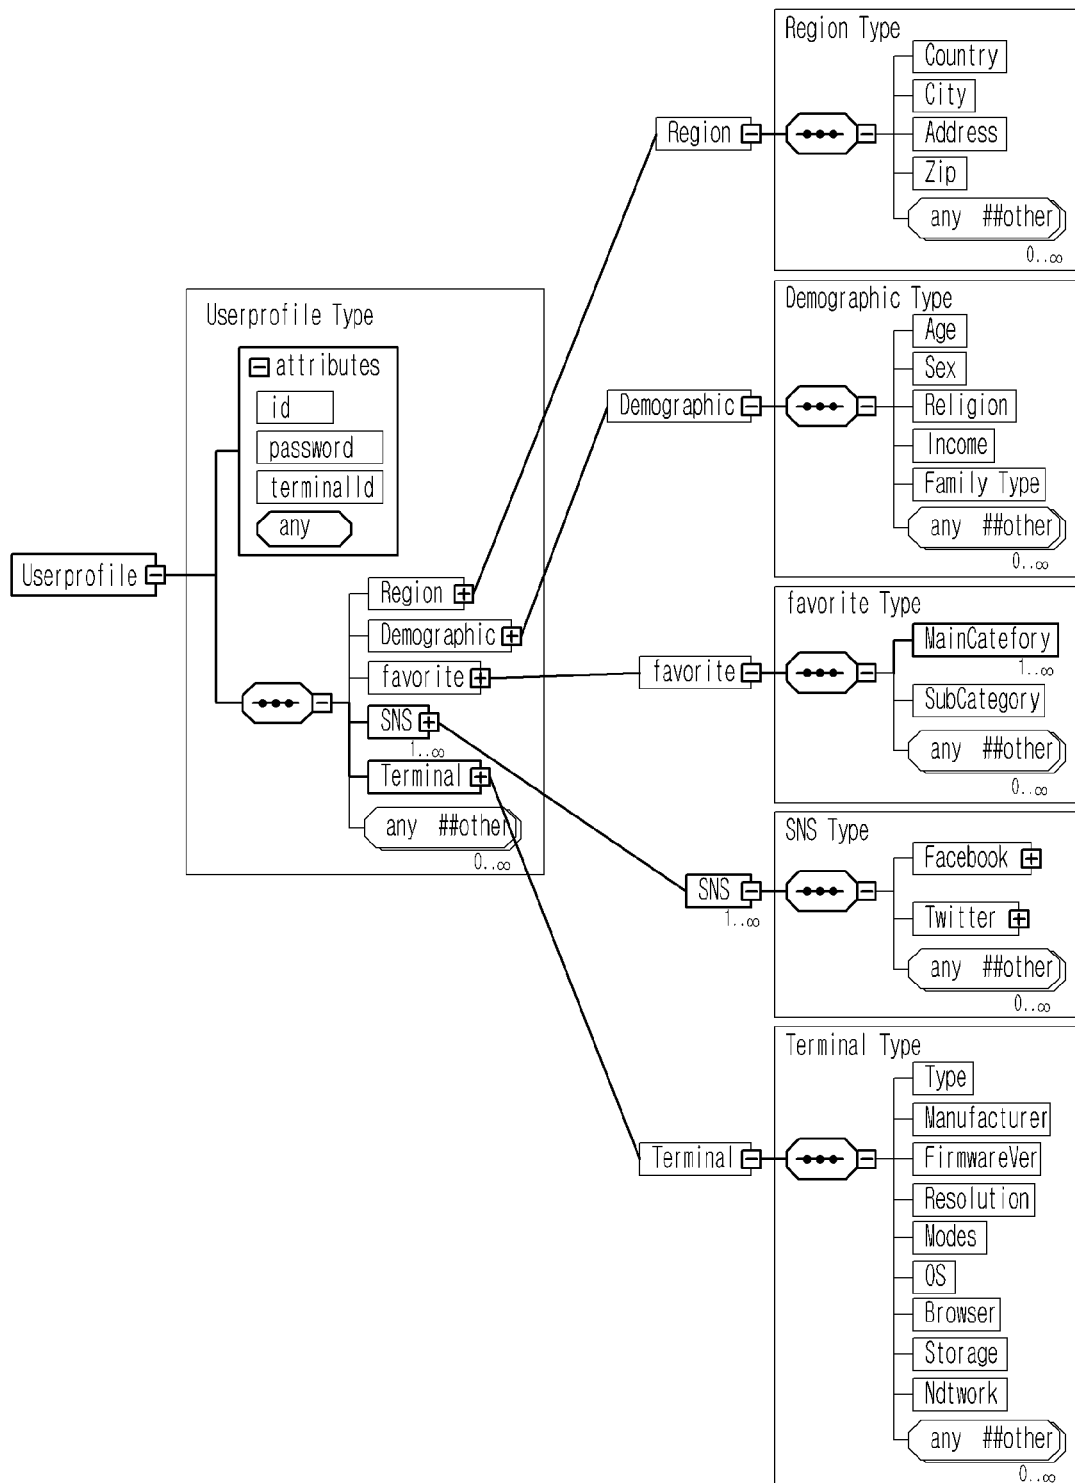 Region Type
Country
City
Address
Zip
any ##other
0..∞
Region
Userprofile Type
attributes
id
password
terminalId
any
Userprofile
Region
Demographic
favorite
SNS
1..∞
Terminal
any ##other
0..∞
Demographic Type
Age
Sex
Religion
Income
Family Type
any ##other
0..∞
Demographic
favorite Type
MainCatefory
1..∞
SubCategory
any ##other
0..∞
favorite
SNS Type
Facebook
Twitter
any ##other
0..∞
SNS
1..∞
Terminal Type
Type
Manufacturer
FirmwareVer
Resolution
Modes
OS
Browser
Storage
Ndtwork
any ##other
0..∞
Terminal